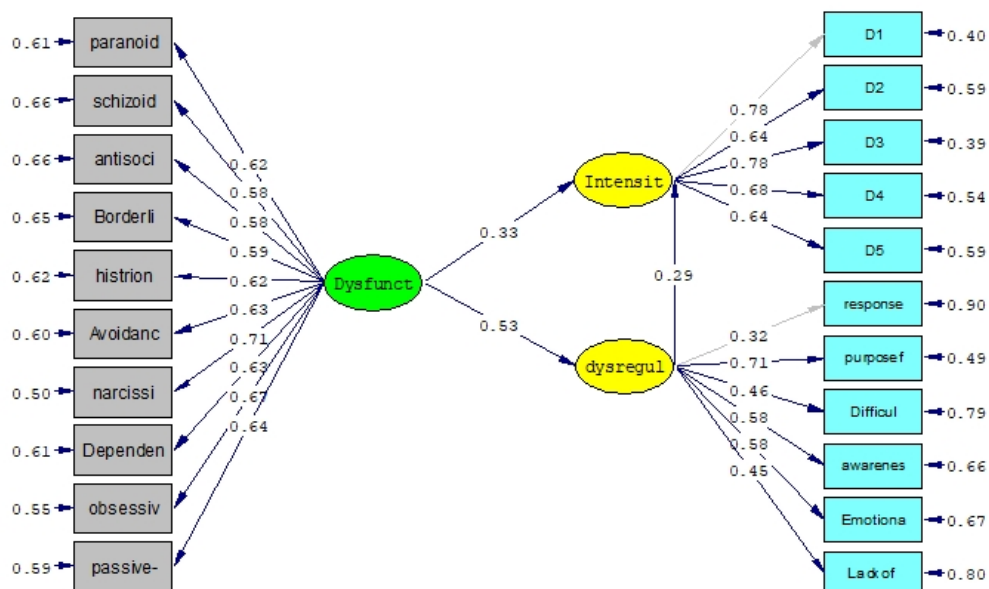 0.61 paranoid
0.66 schizoid
0.66 antisoci
0.65 Borderli
0.62 histrion
0.60 Avoidanc
0.50 narcissi
0.61 Dependen
0.55 obsessiv
0.59 passive-
0.62
0.58
0.58
0.59
0.62
0.63
0.71
0.63
0.67
0.64
Dysfunct
0.33
0.53
Intensit
0.29
dysregul
0.78
0.64
0.78
0.68
0.64
0.32
0.71
0.46
0.58
0.58
0.45
D1 0.40
D2 0.59
D3 0.39
D4 0.54
D5 0.59
response 0.90
purposef 0.49
Difficul 0.79
awarenes 0.66
Emotiona 0.67
Lack of 0.80